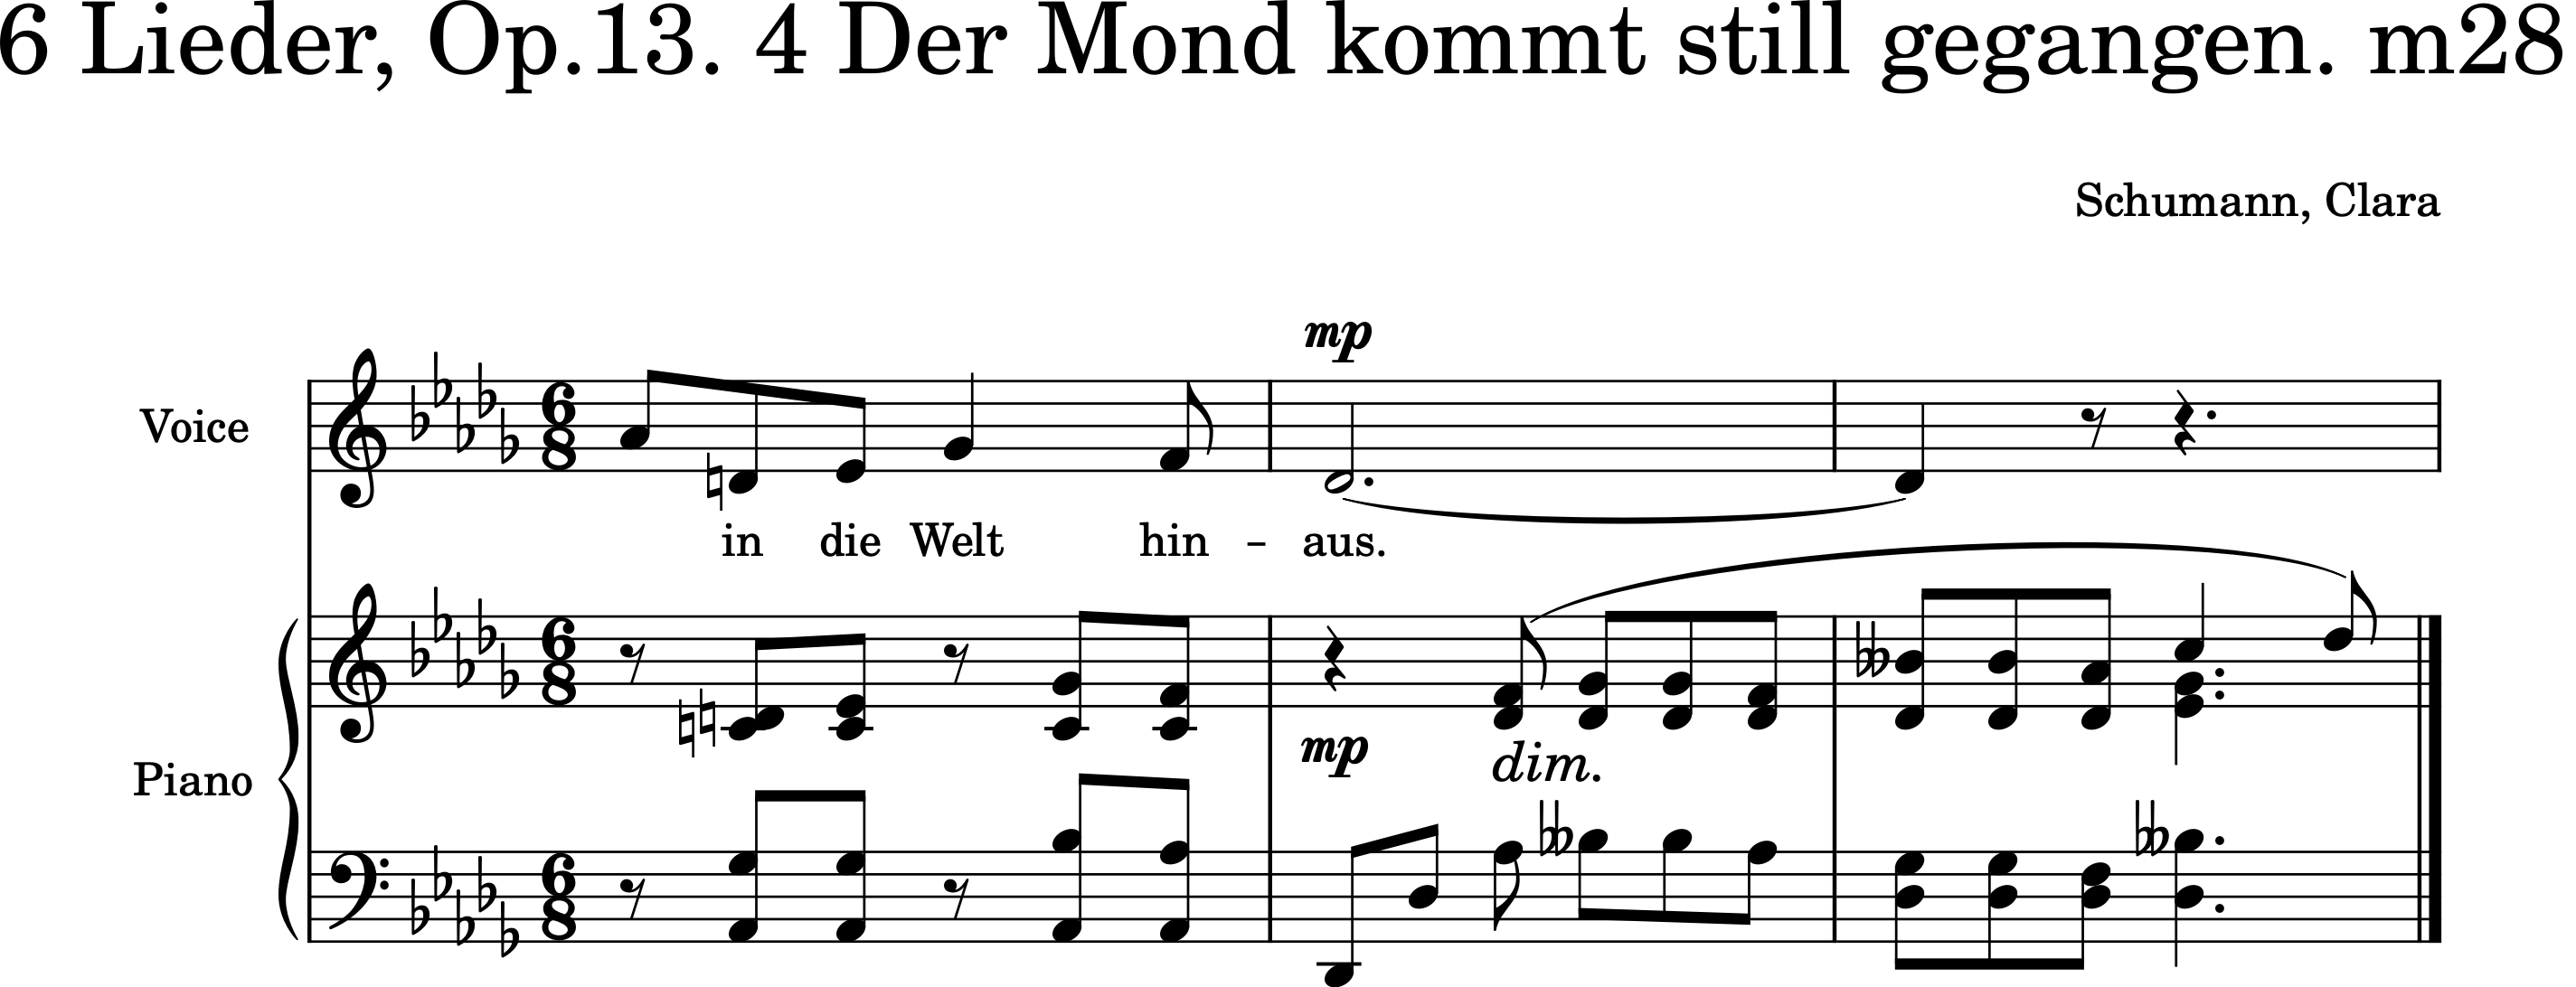 6 Lieder, Op.13. 4 Der Mond kommt still gegangen. m28
Schumann, Clara
mp
Voice
in die Welt hin - aus.
mp
dim.
Piano